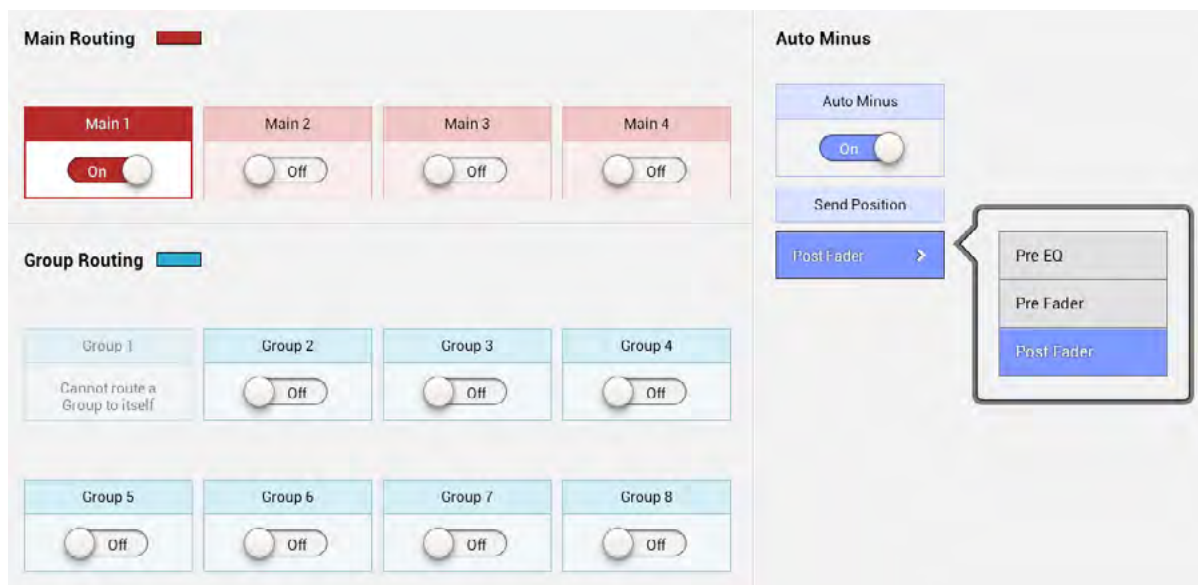 Main Routing
Main 1
On
Main 2
Off
Main 3
Off
Main 4
Off
Group Routing
Group 1
Cannot route a
Group to itself
Group 2
Off
Group 3
Off
Group 4
Off
Group 5
Off
Group 6
Off
Group 7
Off
Group 8
Off
Auto Minus
Auto Minus
On
Send Position
Post Fader >
Pre EQ
Pre Fader
Post Fader